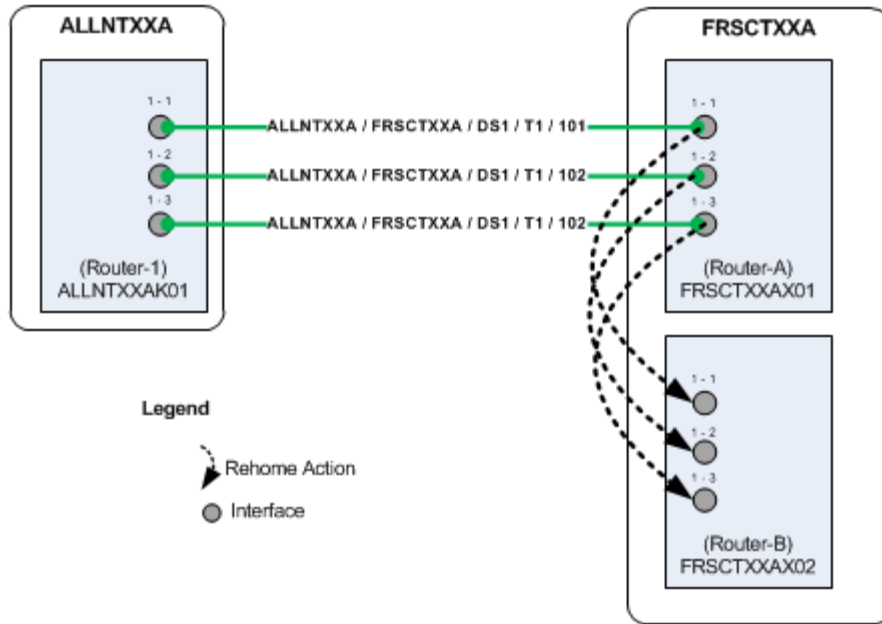 ALLNTXXA
1 - 1
1 - 2
1 - 3
(Router-1)
ALLNTXXAK01
ALLNTXXA / FRSCTXXA / DS1 / T1 / 101
ALLNTXXA / FRSCTXXA / DS1 / T1 / 102
ALLNTXXA / FRSCTXXA / DS1 / T1 / 102
FRSCTXXA
1 - 1
1 - 2
1 - 3
(Router-A)
FRSCTXXAX01
1 - 1
1 - 2
1 - 3
(Router-B)
FRSCTXXAX02
Legend
Rehome Action
Interface